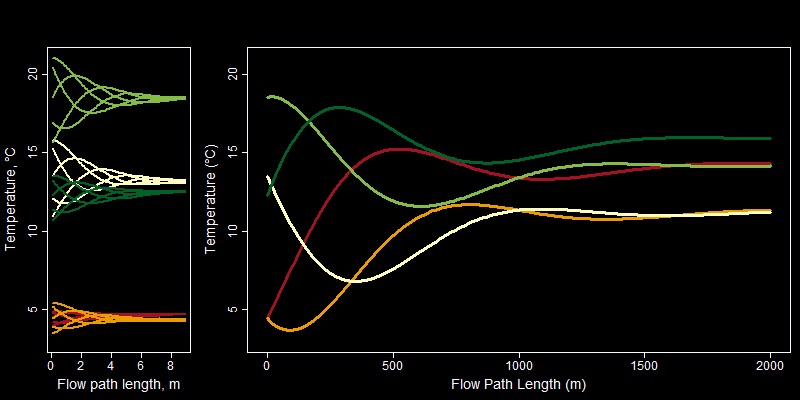 Temperature, °C
20
15
10
5
0 2 4 6 8
Flow path length, m
Temperature (°C)
20
15
10
5
0 500 1000 1500 2000
Flow Path Length (m)